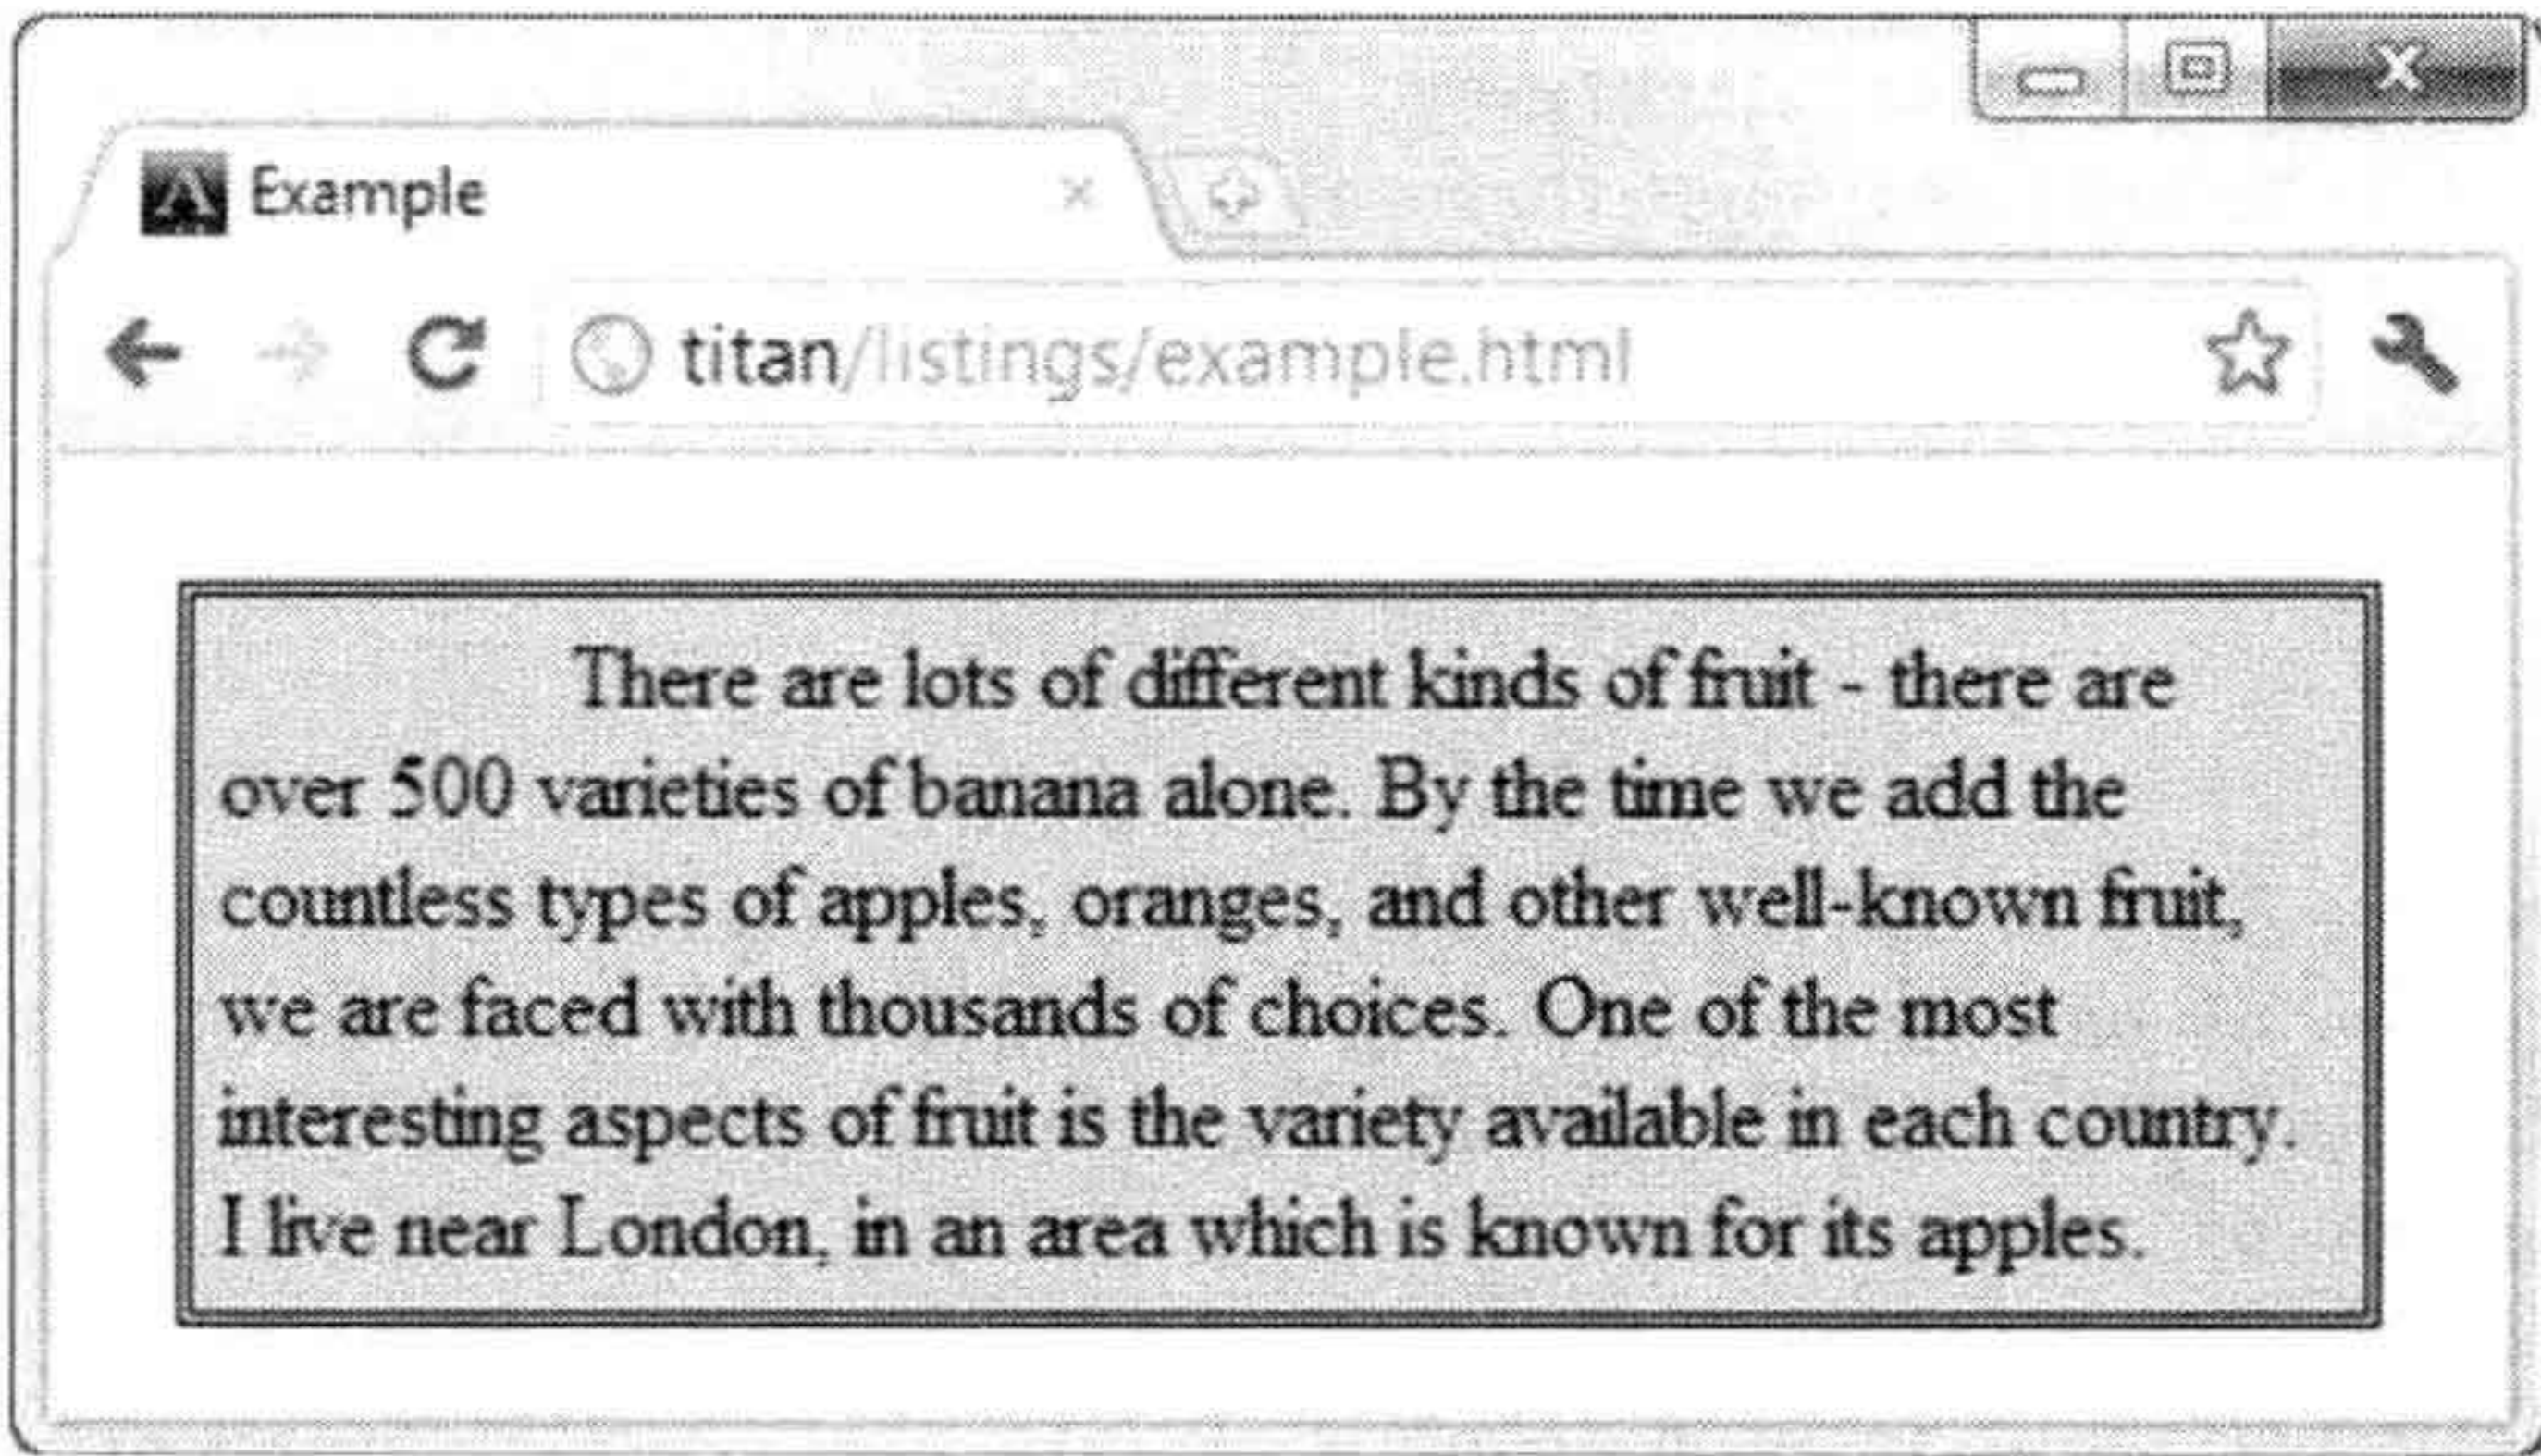 Example
titan/listings/example.html
There are lots of different kinds of fruit - there are
over 500 varieties of banana alone. By the time we add the
countless types of apples, oranges, and other well-known fruit,
we are faced with thousands of choices. One of the most
interesting aspects of fruit is the variety available in each country.
I live near London, in an area which is known for its apples.